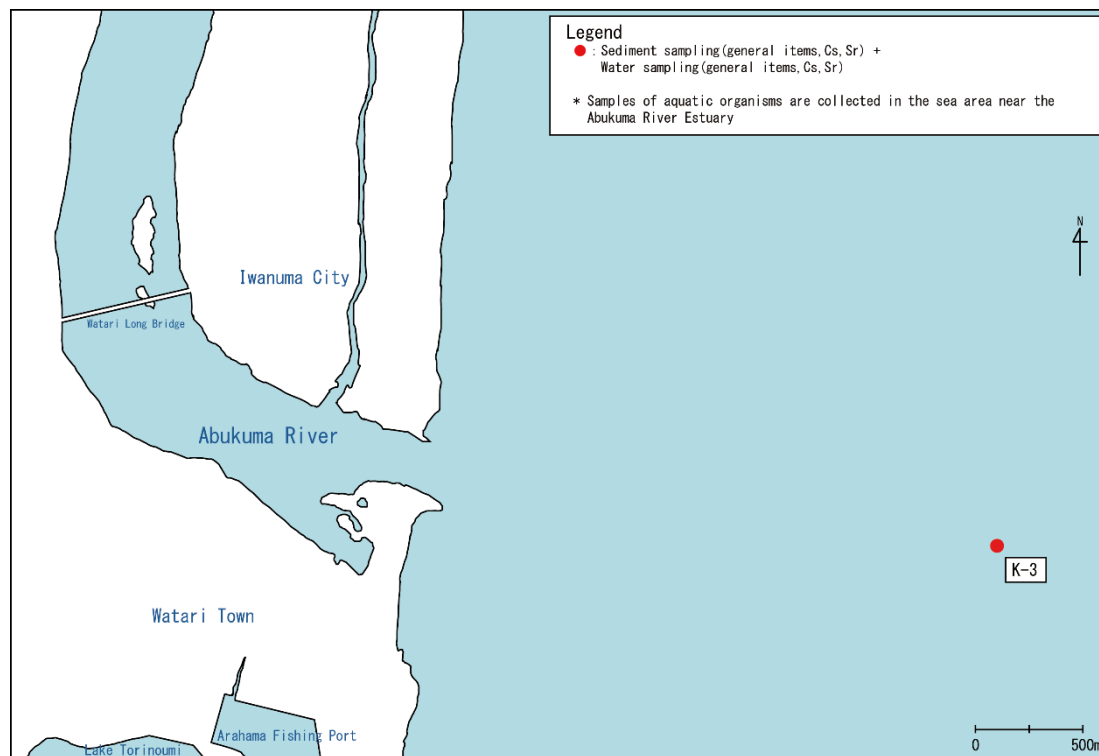 Legend
: Sediment sampling(general items,Cs,Sr) +
Water sampling(general items,Cs,Sr)
* Samples of aquatic organisms are collected in the sea area near the
Abukuma River Estuary
N
Iwanuma City
Watari Long Bridge
Abukuma River
K-3
Watari Town
Arahama Fishing Port
Lake Torinoumi
0 500m